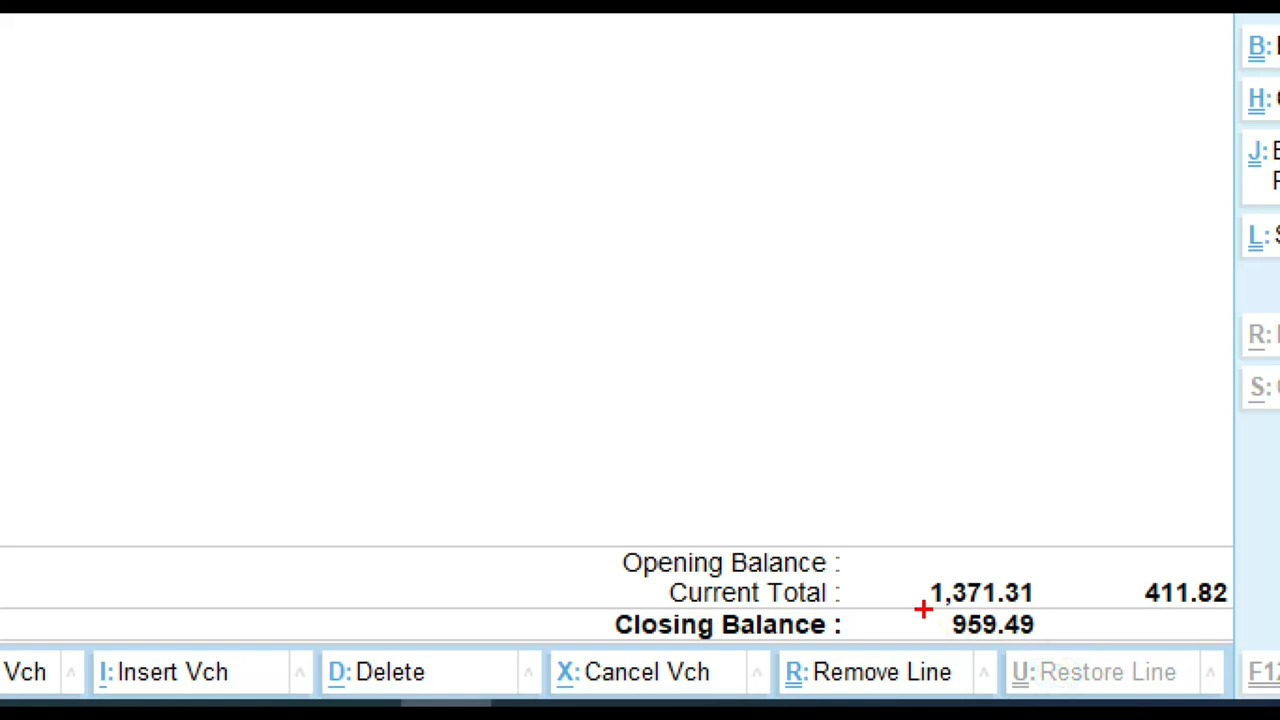 B:
H:
J:
L:
R:
S:
Opening Balance :
Current Total : 1,371.31 411.82
Closing Balance : 959.49
Vch I: Insert Vch D: Delete X: Cancel Vch R: Remove Line U: Restore Line F12